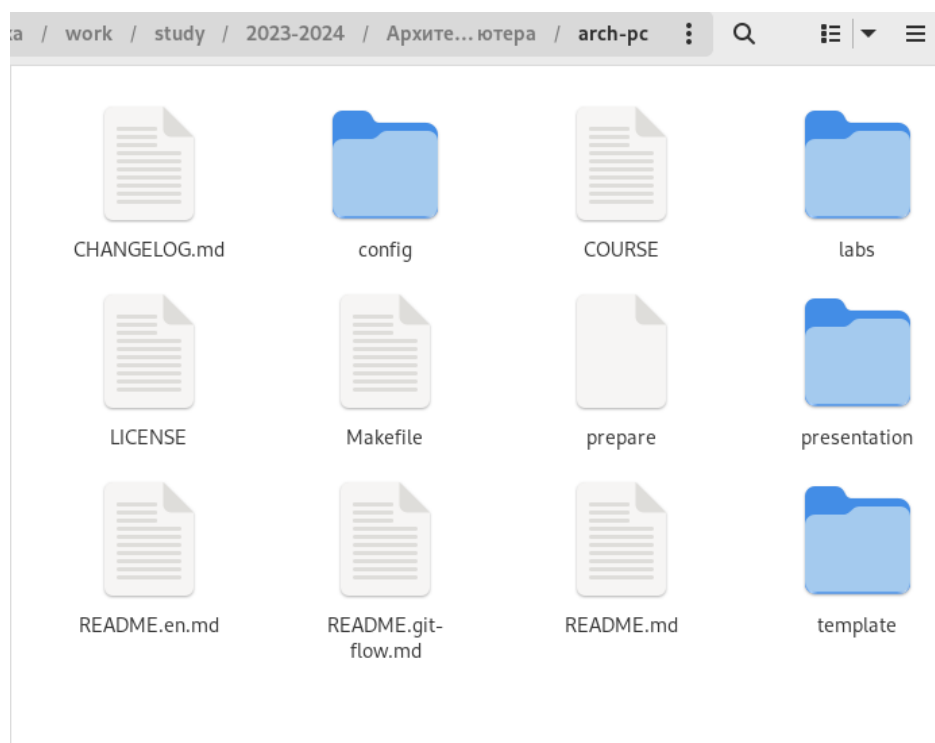 ка / work / study / 2023-2024 / Архите…ютера / arch-pc
CHANGELOG.md config COURSE labs
LICENSE Makefile prepare presentation
README.en.md README.git-flow.md README.md template